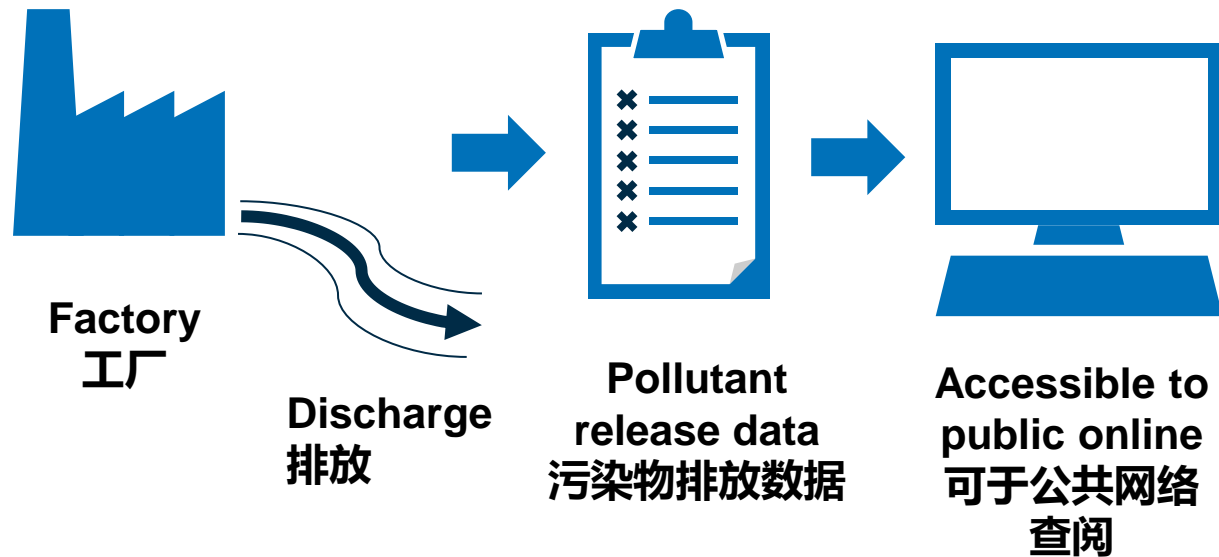 Factory
工厂
Discharge
排放
Pollutant
release data
污染物排放数据
Accessible to
public online
可于公共网络
查阅